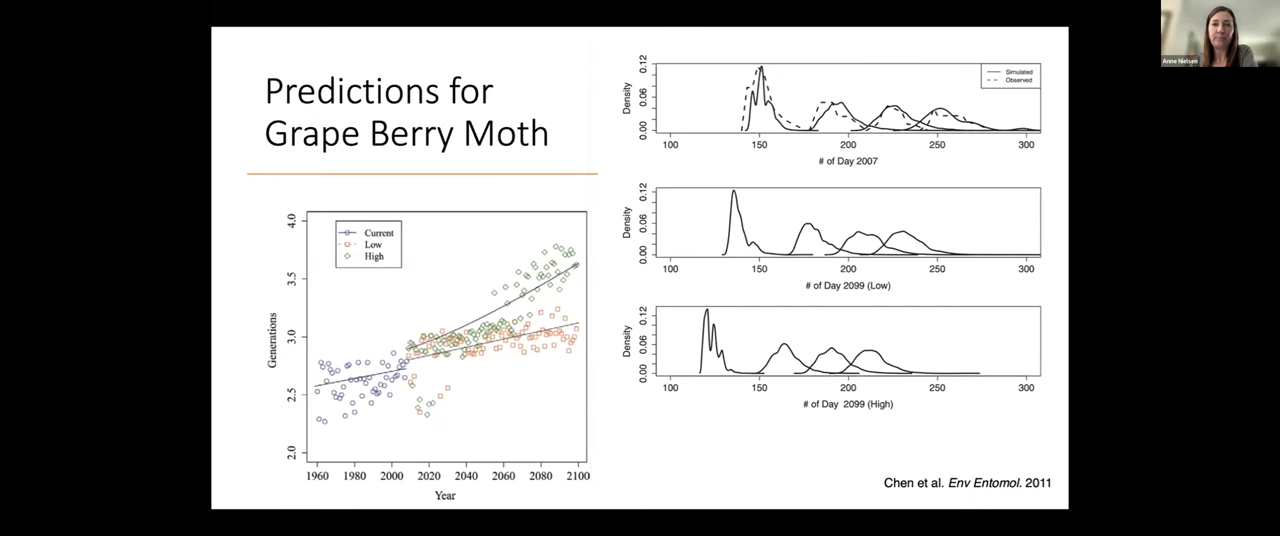 Predictions for
Grape Berry Moth
4.0
3.5
3.0
2.5
2.0
Generations
Current
Low
High
1960 1980 2000 2020 2040 2060 2080 2100
Year
0.12
0.06
0.00
Density
Simulated
Observed
100 150 200 250 300
# of Day 2007
0.12
0.06
0.00
Density
100 150 200 250 300
# of Day 2099 (Low)
0.12
0.06
0.00
Density
100 150 200 250 300
# of Day 2099 (High)
Chen et al. Env Entomol. 2011
Anne Nielsen